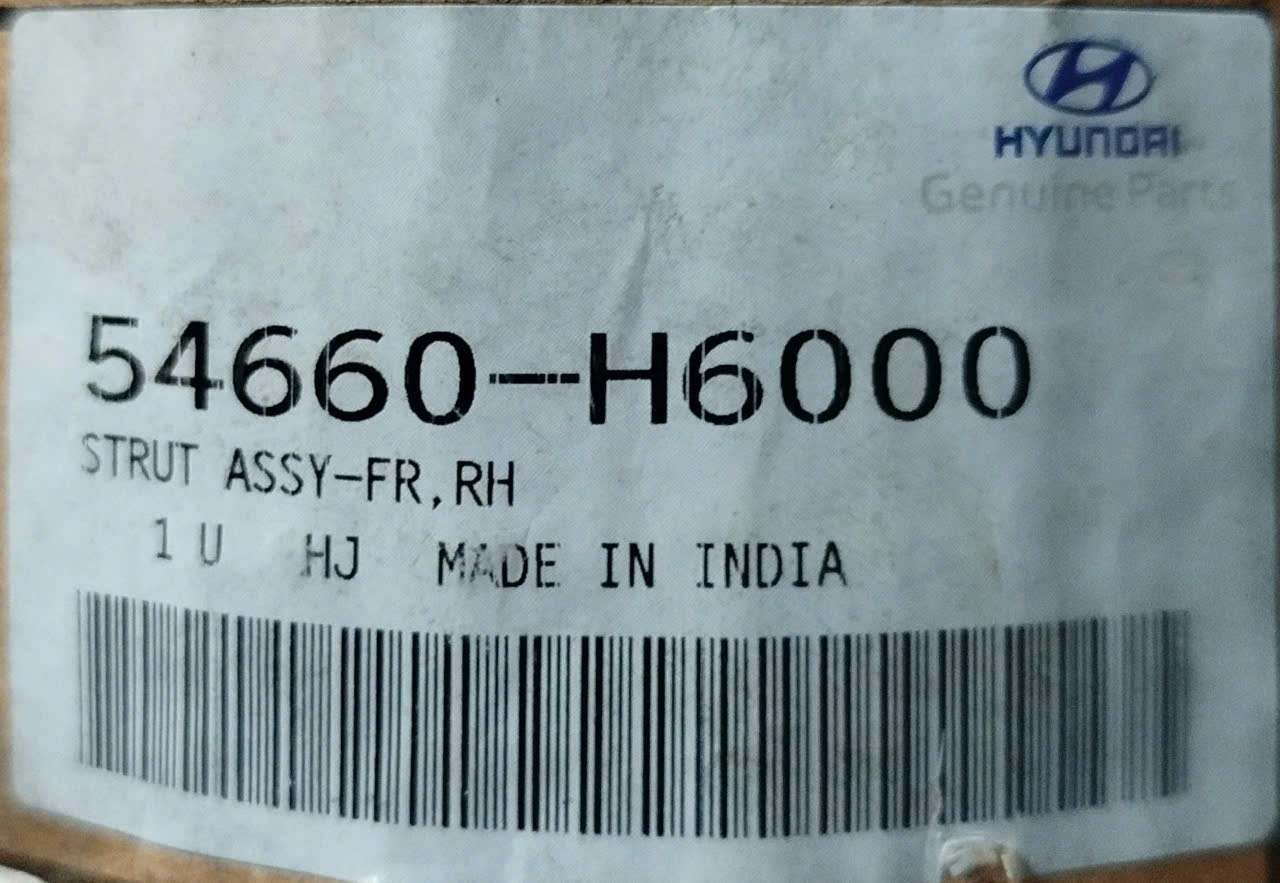 HYUNDAI
Genuine Parts
54660-H6000
STRUT ASSY-FR,RH
1 U HJ MADE IN INDIA